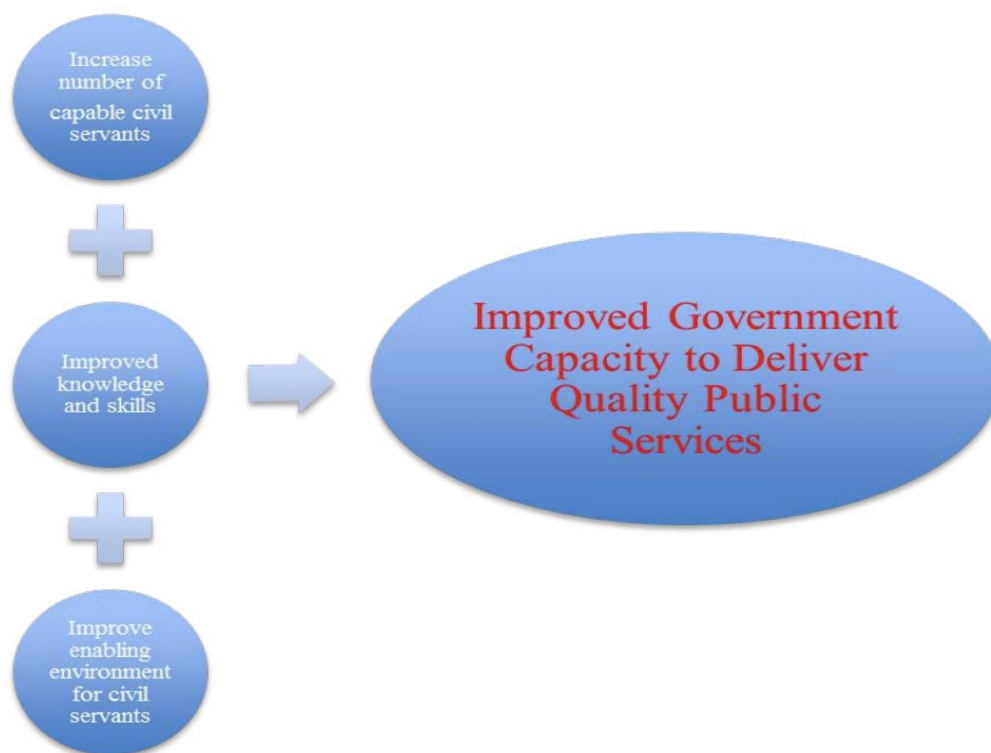 Increase
number of
capable civil
servants
Improved
knowledge
and skills
Improve
enabling
environment
for civil
servants
Improved Government
Capacity to Deliver
Quality Public
Services